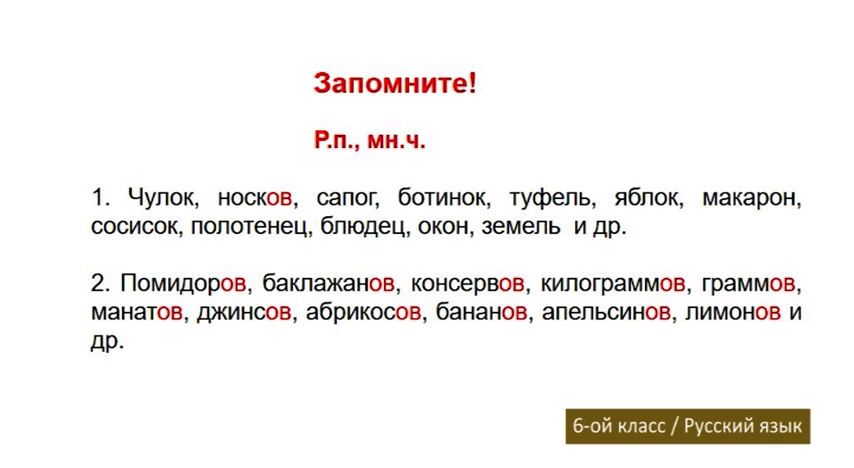 Запомните!
Р.п., мн.ч.
1. Чулок, носков, сапог, ботинок, туфель, яблок, макарон,
сосисок, полотенец, блюдец, окон, земель и др.
2. Помидоров, баклажанов, консервов, килограммов, граммов,
манатов, джинсов, абрикосов, бананов, апельсинов, лимонов и
др.
6-ой класс / Русский язык